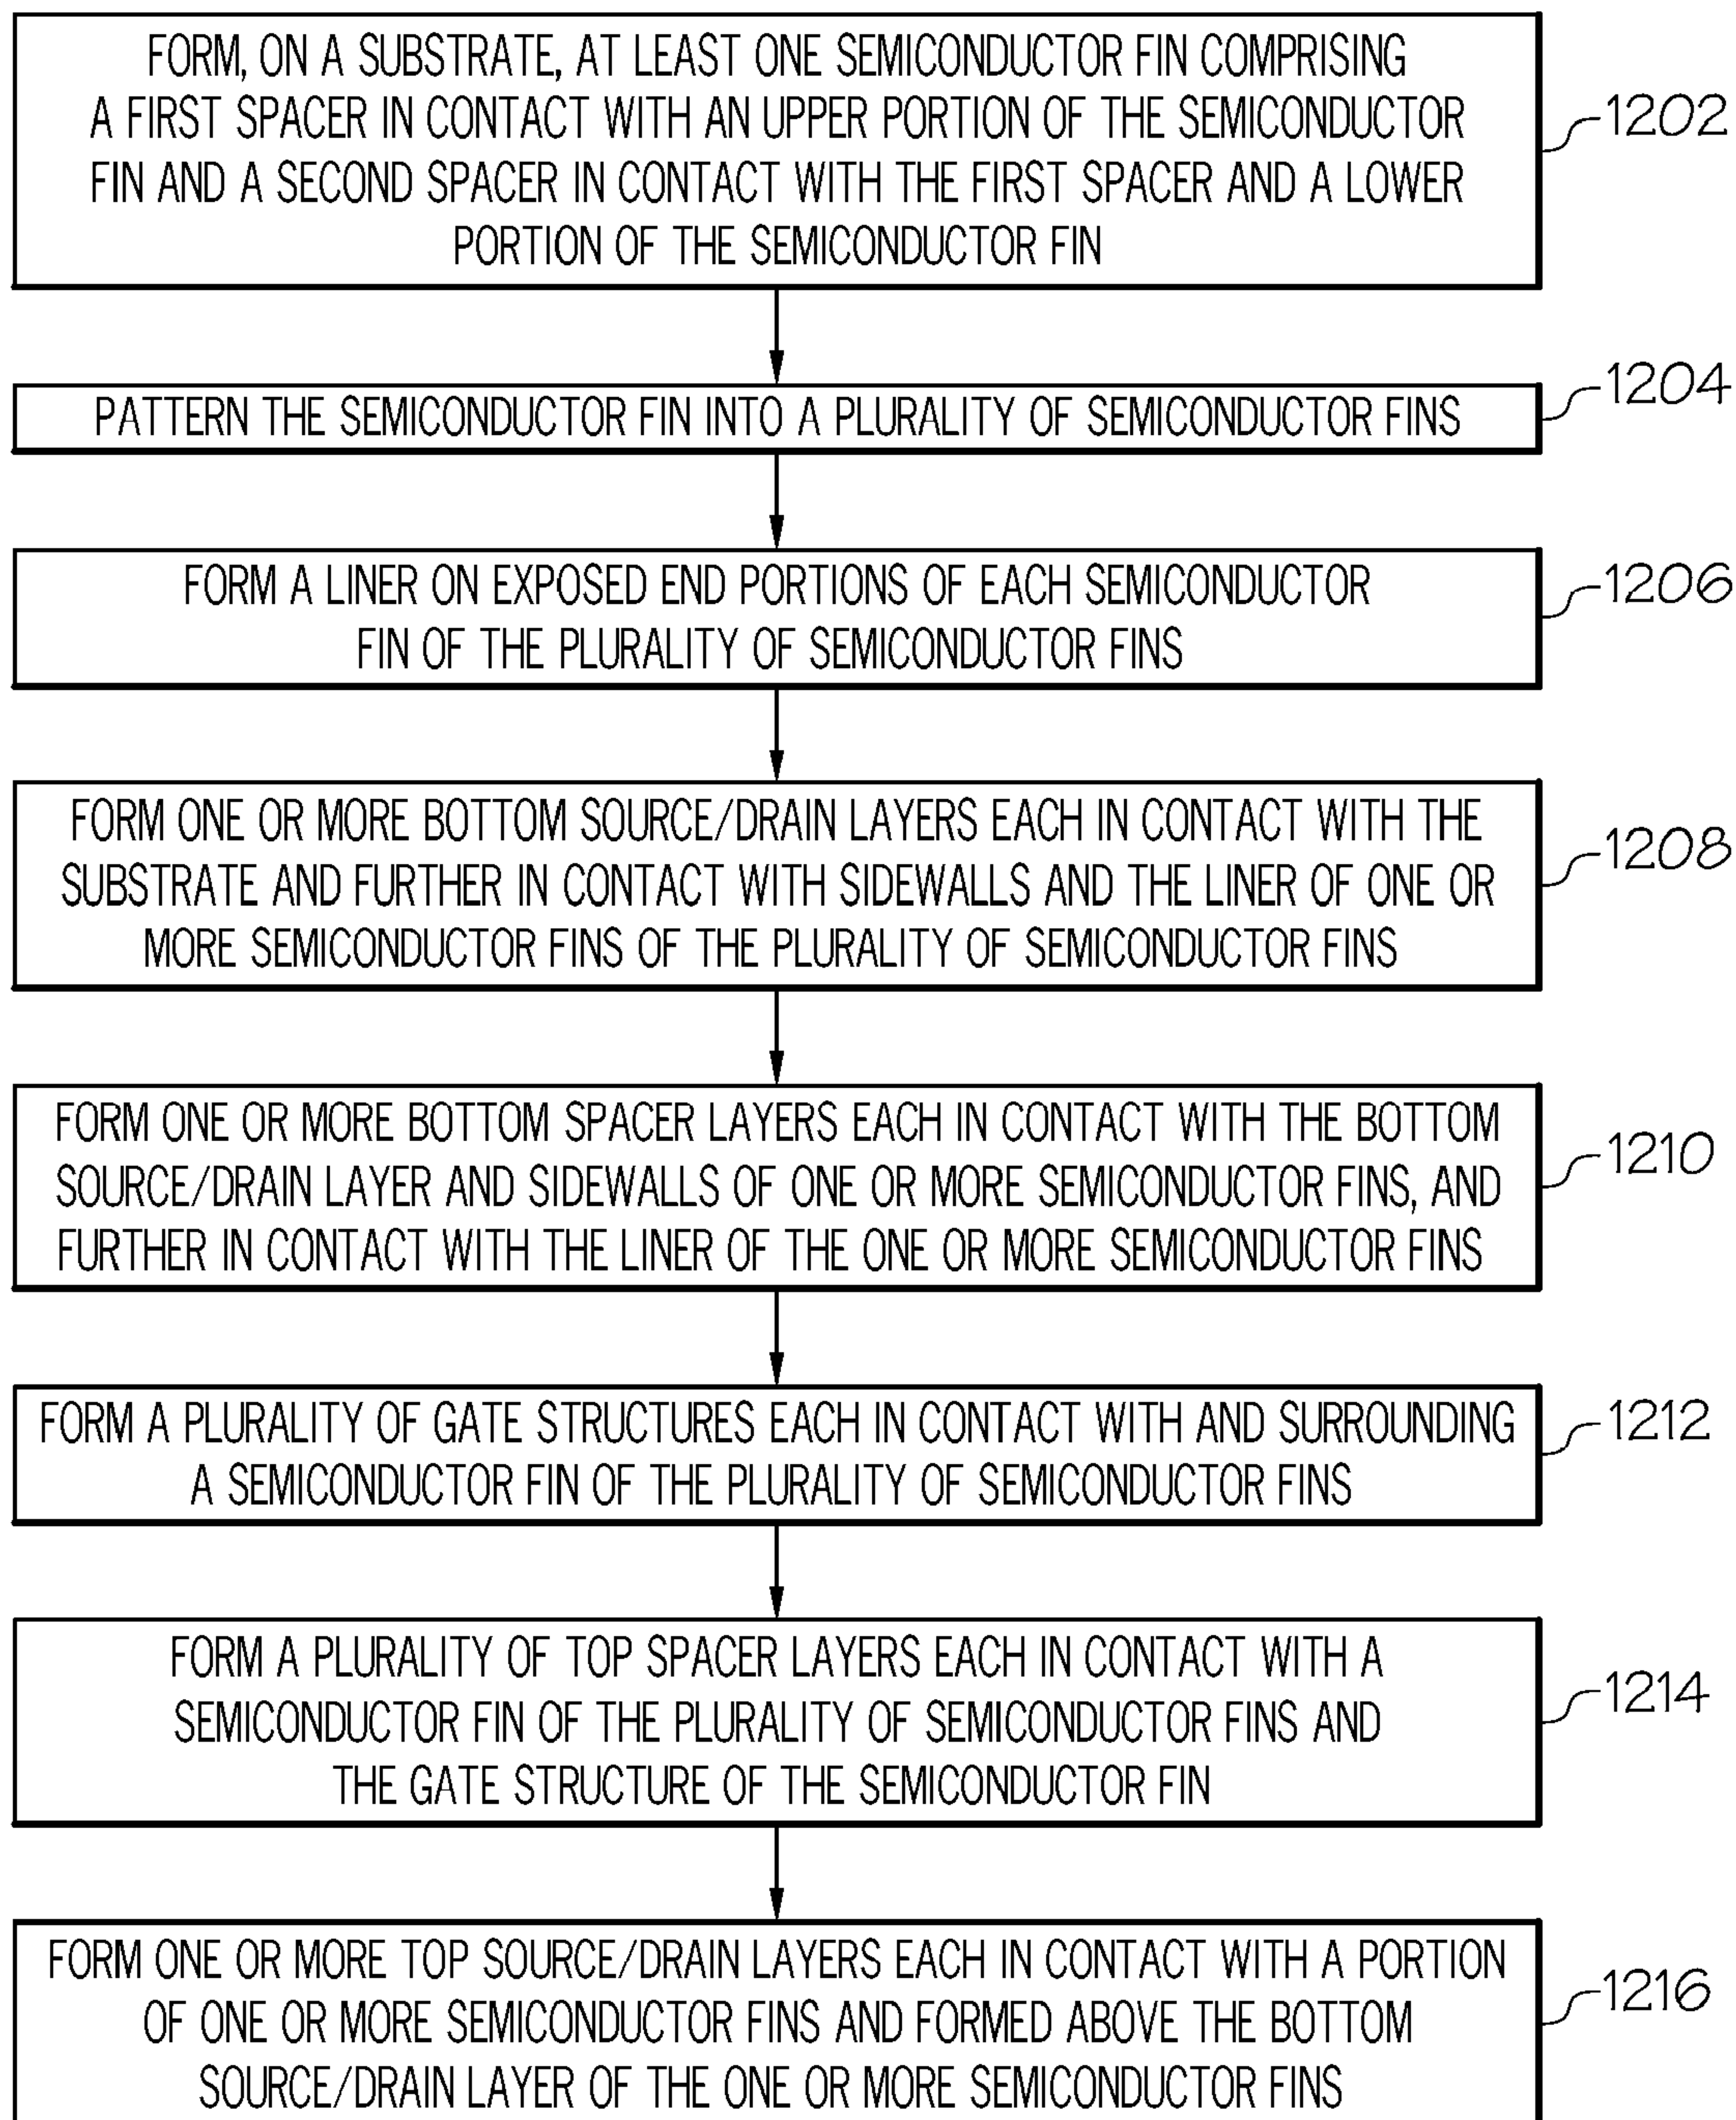 FORM, ON A SUBSTRATE, AT LEAST ONE SEMICONDUCTOR FIN COMPRISING
A FIRST SPACER IN CONTACT WITH AN UPPER PORTION OF THE SEMICONDUCTOR
FIN AND A SECOND SPACER IN CONTACT WITH THE FIRST SPACER AND A LOWER
PORTION OF THE SEMICONDUCTOR FIN
1202
PATTERN THE SEMICONDUCTOR FIN INTO A PLURALITY OF SEMICONDUCTOR FINS
1204
FORM A LINER ON EXPOSED END PORTIONS OF EACH SEMICONDUCTOR
FIN OF THE PLURALITY OF SEMICONDUCTOR FINS
1206
FORM ONE OR MORE BOTTOM SOURCE/DRAIN LAYERS EACH IN CONTACT WITH THE
SUBSTRATE AND FURTHER IN CONTACT WITH SIDEWALLS AND THE LINER OF ONE OR
MORE SEMICONDUCTOR FINS OF THE PLURALITY OF SEMICONDUCTOR FINS
1208
FORM ONE OR MORE BOTTOM SPACER LAYERS EACH IN CONTACT WITH THE BOTTOM
SOURCE/DRAIN LAYER AND SIDEWALLS OF ONE OR MORE SEMICONDUCTOR FINS, AND
FURTHER IN CONTACT WITH THE LINER OF THE ONE OR MORE SEMICONDUCTOR FINS
1210
FORM A PLURALITY OF GATE STRUCTURES EACH IN CONTACT WITH AND SURROUNDING
A SEMICONDUCTOR FIN OF THE PLURALITY OF SEMICONDUCTOR FINS
1212
FORM A PLURALITY OF TOP SPACER LAYERS EACH IN CONTACT WITH A
SEMICONDUCTOR FIN OF THE PLURALITY OF SEMICONDUCTOR FINS AND
THE GATE STRUCTURE OF THE SEMICONDUCTOR FIN
1214
FORM ONE OR MORE TOP SOURCE/DRAIN LAYERS EACH IN CONTACT WITH A PORTION
OF ONE OR MORE SEMICONDUCTOR FINS AND FORMED ABOVE THE BOTTOM
SOURCE/DRAIN LAYER OF THE ONE OR MORE SEMICONDUCTOR FINS
1216